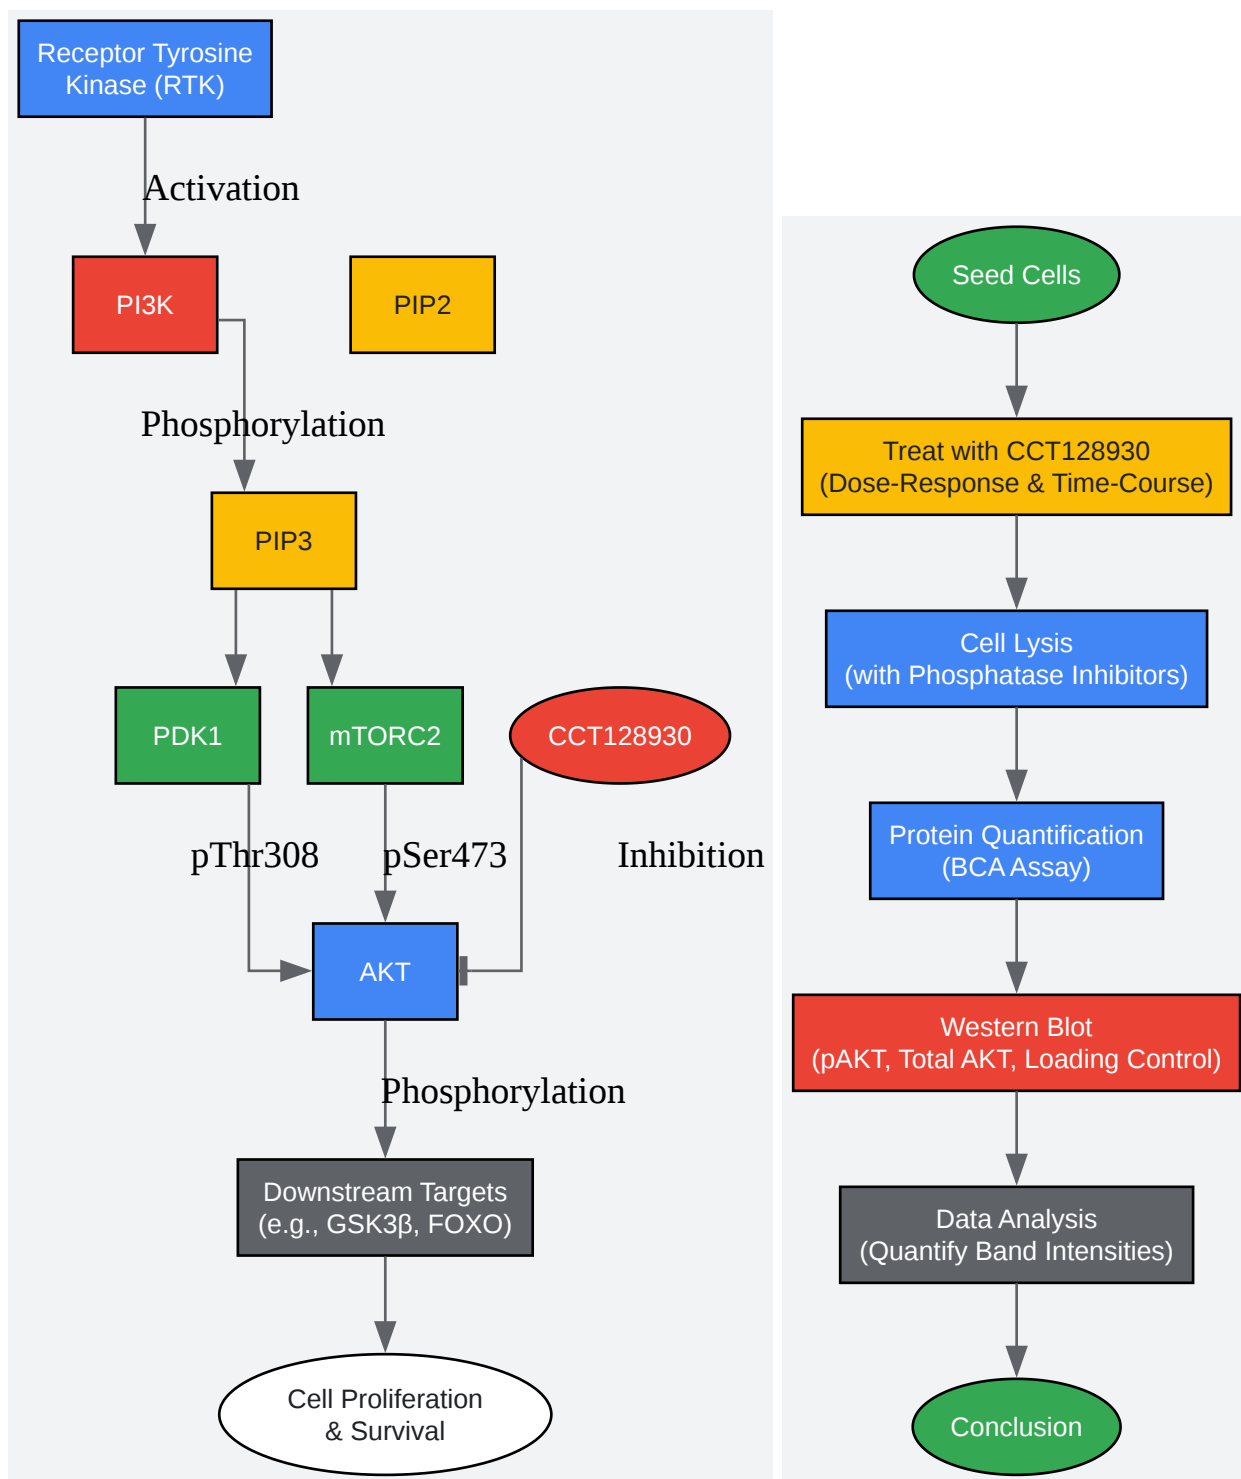 Receptor Tyrosine
Kinase (RTK)
Activation
PI3K
PIP2
Phosphorylation
PIP3
PDK1
mTORC2
CCT128930
pThr308
pSer473
Inhibition
AKT
Phosphorylation
Downstream Targets
(e.g., GSK3β, FOXO)
Cell Proliferation
& Survival
Seed Cells
Treat with CCT128930
(Dose-Response & Time-Course)
Cell Lysis
(with Phosphatase Inhibitors)
Protein Quantification
(BCA Assay)
Western Blot
(pAKT, Total AKT, Loading Control)
Data Analysis
(Quantify Band Intensities)
Conclusion